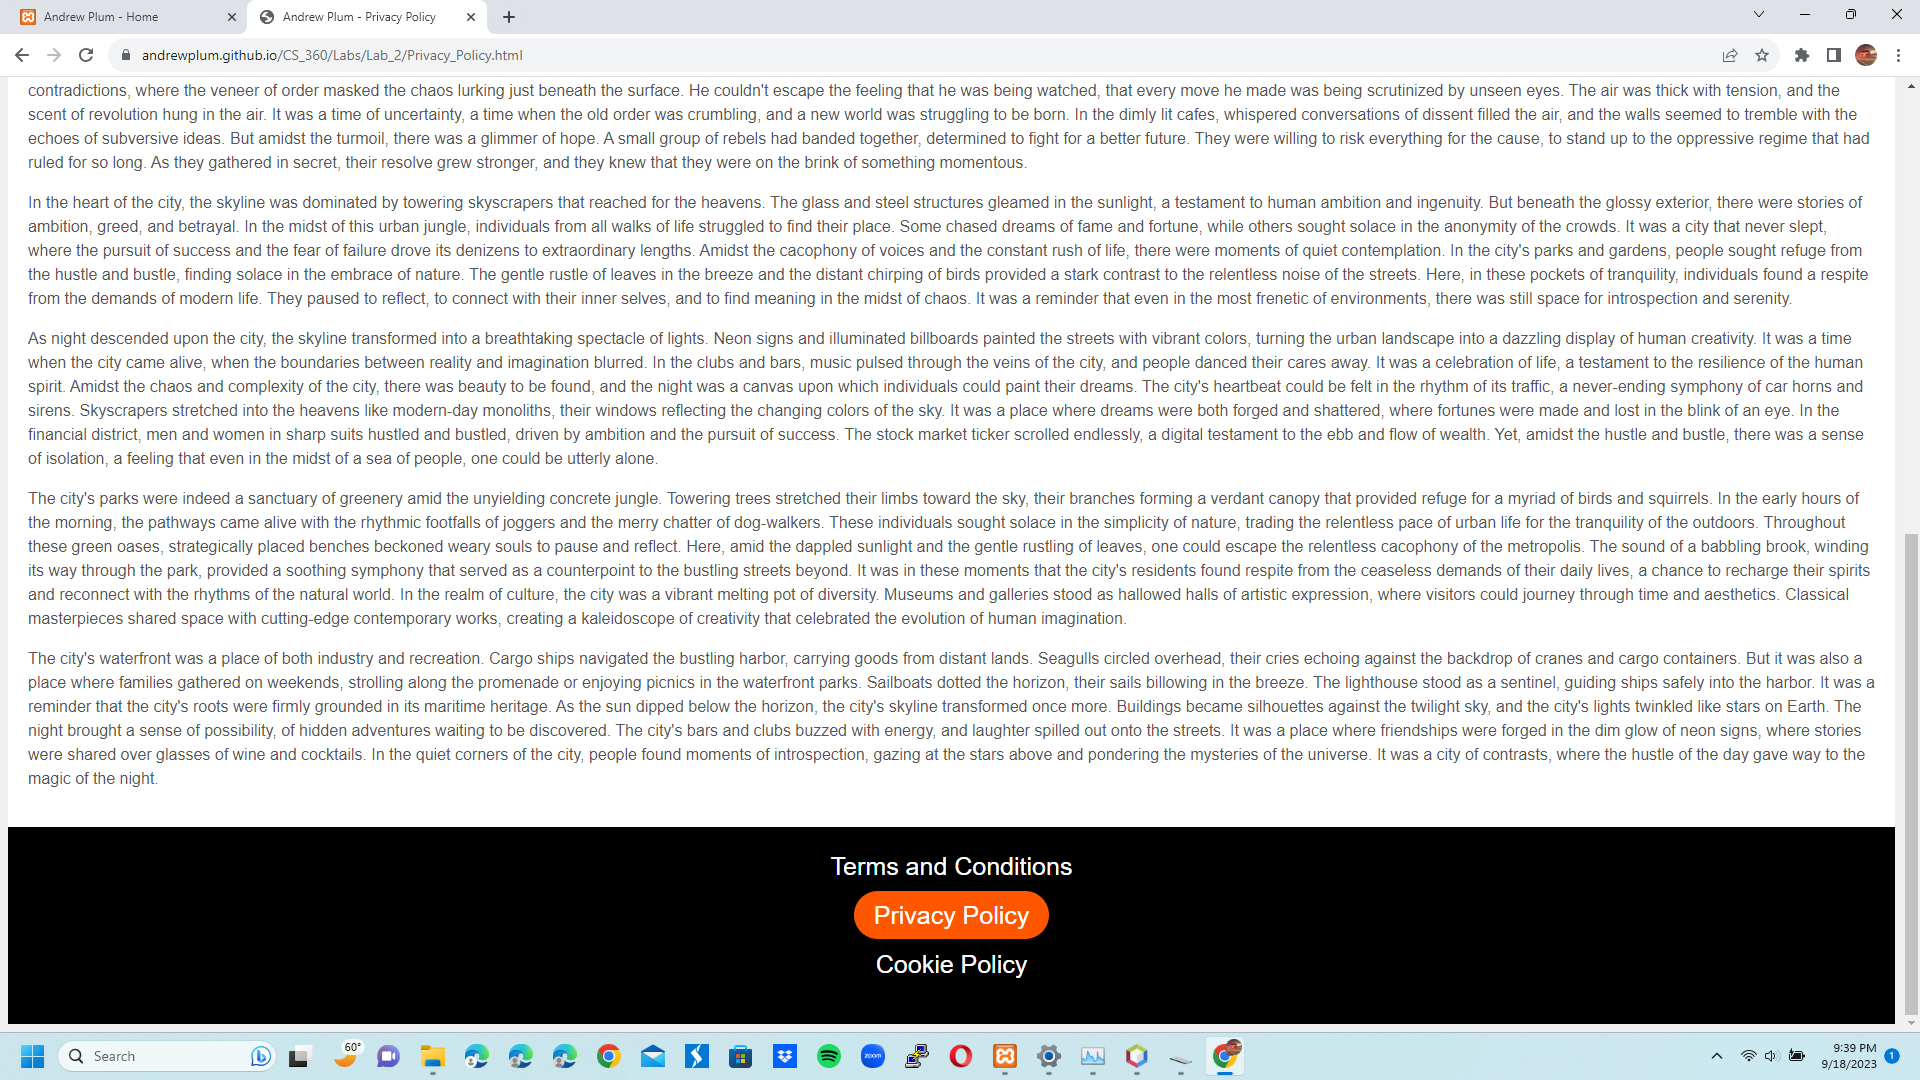 Andrew Plum - Home
Andrew Plum - Privacy Policy
andrewplum.github.io/CS_360/Labs/Lab_2/Privacy_Policy.html
contradictions, where the veneer of order masked the chaos lurking just beneath the surface. He couldn't escape the feeling that he was being watched, that every move he made was being scrutinized by unseen eyes. The air was thick with tension, and the
scent of revolution hung in the air. It was a time of uncertainty, a time when the old order was crumbling, and a new world was struggling to be born. In the dimly lit cafes, whispered conversations of dissent filled the air, and the walls seemed to tremble with the
echoes of subversive ideas. But amidst the turmoil, there was a glimmer of hope. A small group of rebels had banded together, determined to fight for a better future. They were willing to risk everything for the cause, to stand up to the oppressive regime that had
ruled for so long. As they gathered in secret, their resolve grew stronger, and they knew that they were on the brink of something momentous.
In the heart of the city, the skyline was dominated by towering skyscrapers that reached for the heavens. The glass and steel structures gleamed in the sunlight, a testament to human ambition and ingenuity. But beneath the glossy exterior, there were stories of
ambition, greed, and betrayal. In the midst of this urban jungle, individuals from all walks of life struggled to find their place. Some chased dreams of fame and fortune, while others sought solace in the anonymity of the crowds. It was a city that never slept,
where the pursuit of success and the fear of failure drove its denizens to extraordinary lengths. Amidst the cacophony of voices and the constant rush of life, there were moments of quiet contemplation. In the city's parks and gardens, people sought refuge from
the hustle and bustle, finding solace in the embrace of nature. The gentle rustle of leaves in the breeze and the distant chirping of birds provided a stark contrast to the relentless noise of the streets. Here, in these pockets of tranquility, individuals found a respite
from the demands of modern life. They paused to reflect, to connect with their inner selves, and to find meaning in the midst of chaos. It was a reminder that even in the most frenetic of environments, there was still space for introspection and serenity.
As night descended upon the city, the skyline transformed into a breathtaking spectacle of lights. Neon signs and illuminated billboards painted the streets with vibrant colors, turning the urban landscape into a dazzling display of human creativity. It was a time
when the city came alive, when the boundaries between reality and imagination blurred. In the clubs and bars, music pulsed through the veins of the city, and people danced their cares away. It was a celebration of life, a testament to the resilience of the human
spirit. Amidst the chaos and complexity of the city, there was beauty to be found, and the night was a canvas upon which individuals could paint their dreams. The city's heartbeat could be felt in the rhythm of its traffic, a never-ending symphony of car horns and
sirens. Skyscrapers stretched into the heavens like modern-day monoliths, their windows reflecting the changing colors of the sky. It was a place where dreams were both forged and shattered, where fortunes were made and lost in the blink of an eye. In the
financial district, men and women in sharp suits hustled and bustled, driven by ambition and the pursuit of success. The stock market ticker scrolled endlessly, a digital testament to the ebb and flow of wealth. Yet, amidst the hustle and bustle, there was a sense
of isolation, a feeling that even in the midst of a sea of people, one could be utterly alone.
The city's parks were indeed a sanctuary of greenery amid the unyielding concrete jungle. Towering trees stretched their limbs toward the sky, their branches forming a verdant canopy that provided refuge for a myriad of birds and squirrels. In the early hours of
the morning, the pathways came alive with the rhythmic footfalls of joggers and the merry chatter of dog-walkers. These individuals sought solace in the simplicity of nature, trading the relentless pace of urban life for the tranquility of the outdoors. Throughout
these green oases, strategically placed benches beckoned weary souls to pause and reflect. Here, amid the dappled sunlight and the gentle rustling of leaves, one could escape the relentless cacophony of the metropolis. The sound of a babbling brook, winding
its way through the park, provided a soothing symphony that served as a counterpoint to the bustling streets beyond. It was in these moments that the city's residents found respite from the ceaseless demands of their daily lives, a chance to recharge their spirits
and reconnect with the rhythms of the natural world. In the realm of culture, the city was a vibrant melting pot of diversity. Museums and galleries stood as hallowed halls of artistic expression, where visitors could journey through time and aesthetics. Classical
masterpieces shared space with cutting-edge contemporary works, creating a kaleidoscope of creativity that celebrated the evolution of human imagination.
The city's waterfront was a place of both industry and recreation. Cargo ships navigated the bustling harbor, carrying goods from distant lands. Seagulls circled overhead, their cries echoing against the backdrop of cranes and cargo containers. But it was also a
place where families gathered on weekends, strolling along the promenade or enjoying picnics in the waterfront parks. Sailboats dotted the horizon, their sails billowing in the breeze. The lighthouse stood as a sentinel, guiding ships safely into the harbor. It was a
reminder that the city's roots were firmly grounded in its maritime heritage. As the sun dipped below the horizon, the city's skyline transformed once more. Buildings became silhouettes against the twilight sky, and the city's lights twinkled like stars on Earth. The
night brought a sense of possibility, of hidden adventures waiting to be discovered. The city's bars and clubs buzzed with energy, and laughter spilled out onto the streets. It was a place where friendships were forged in the dim glow of neon signs, where stories
were shared over glasses of wine and cocktails. In the quiet corners of the city, people found moments of introspection, gazing at the stars above and pondering the mysteries of the universe. It was a city of contrasts, where the hustle of the day gave way to the
magic of the night.
Terms and Conditions
Privacy Policy
Cookie Policy
Search
60°
zoom
9:39 PM
9/18/2023
1